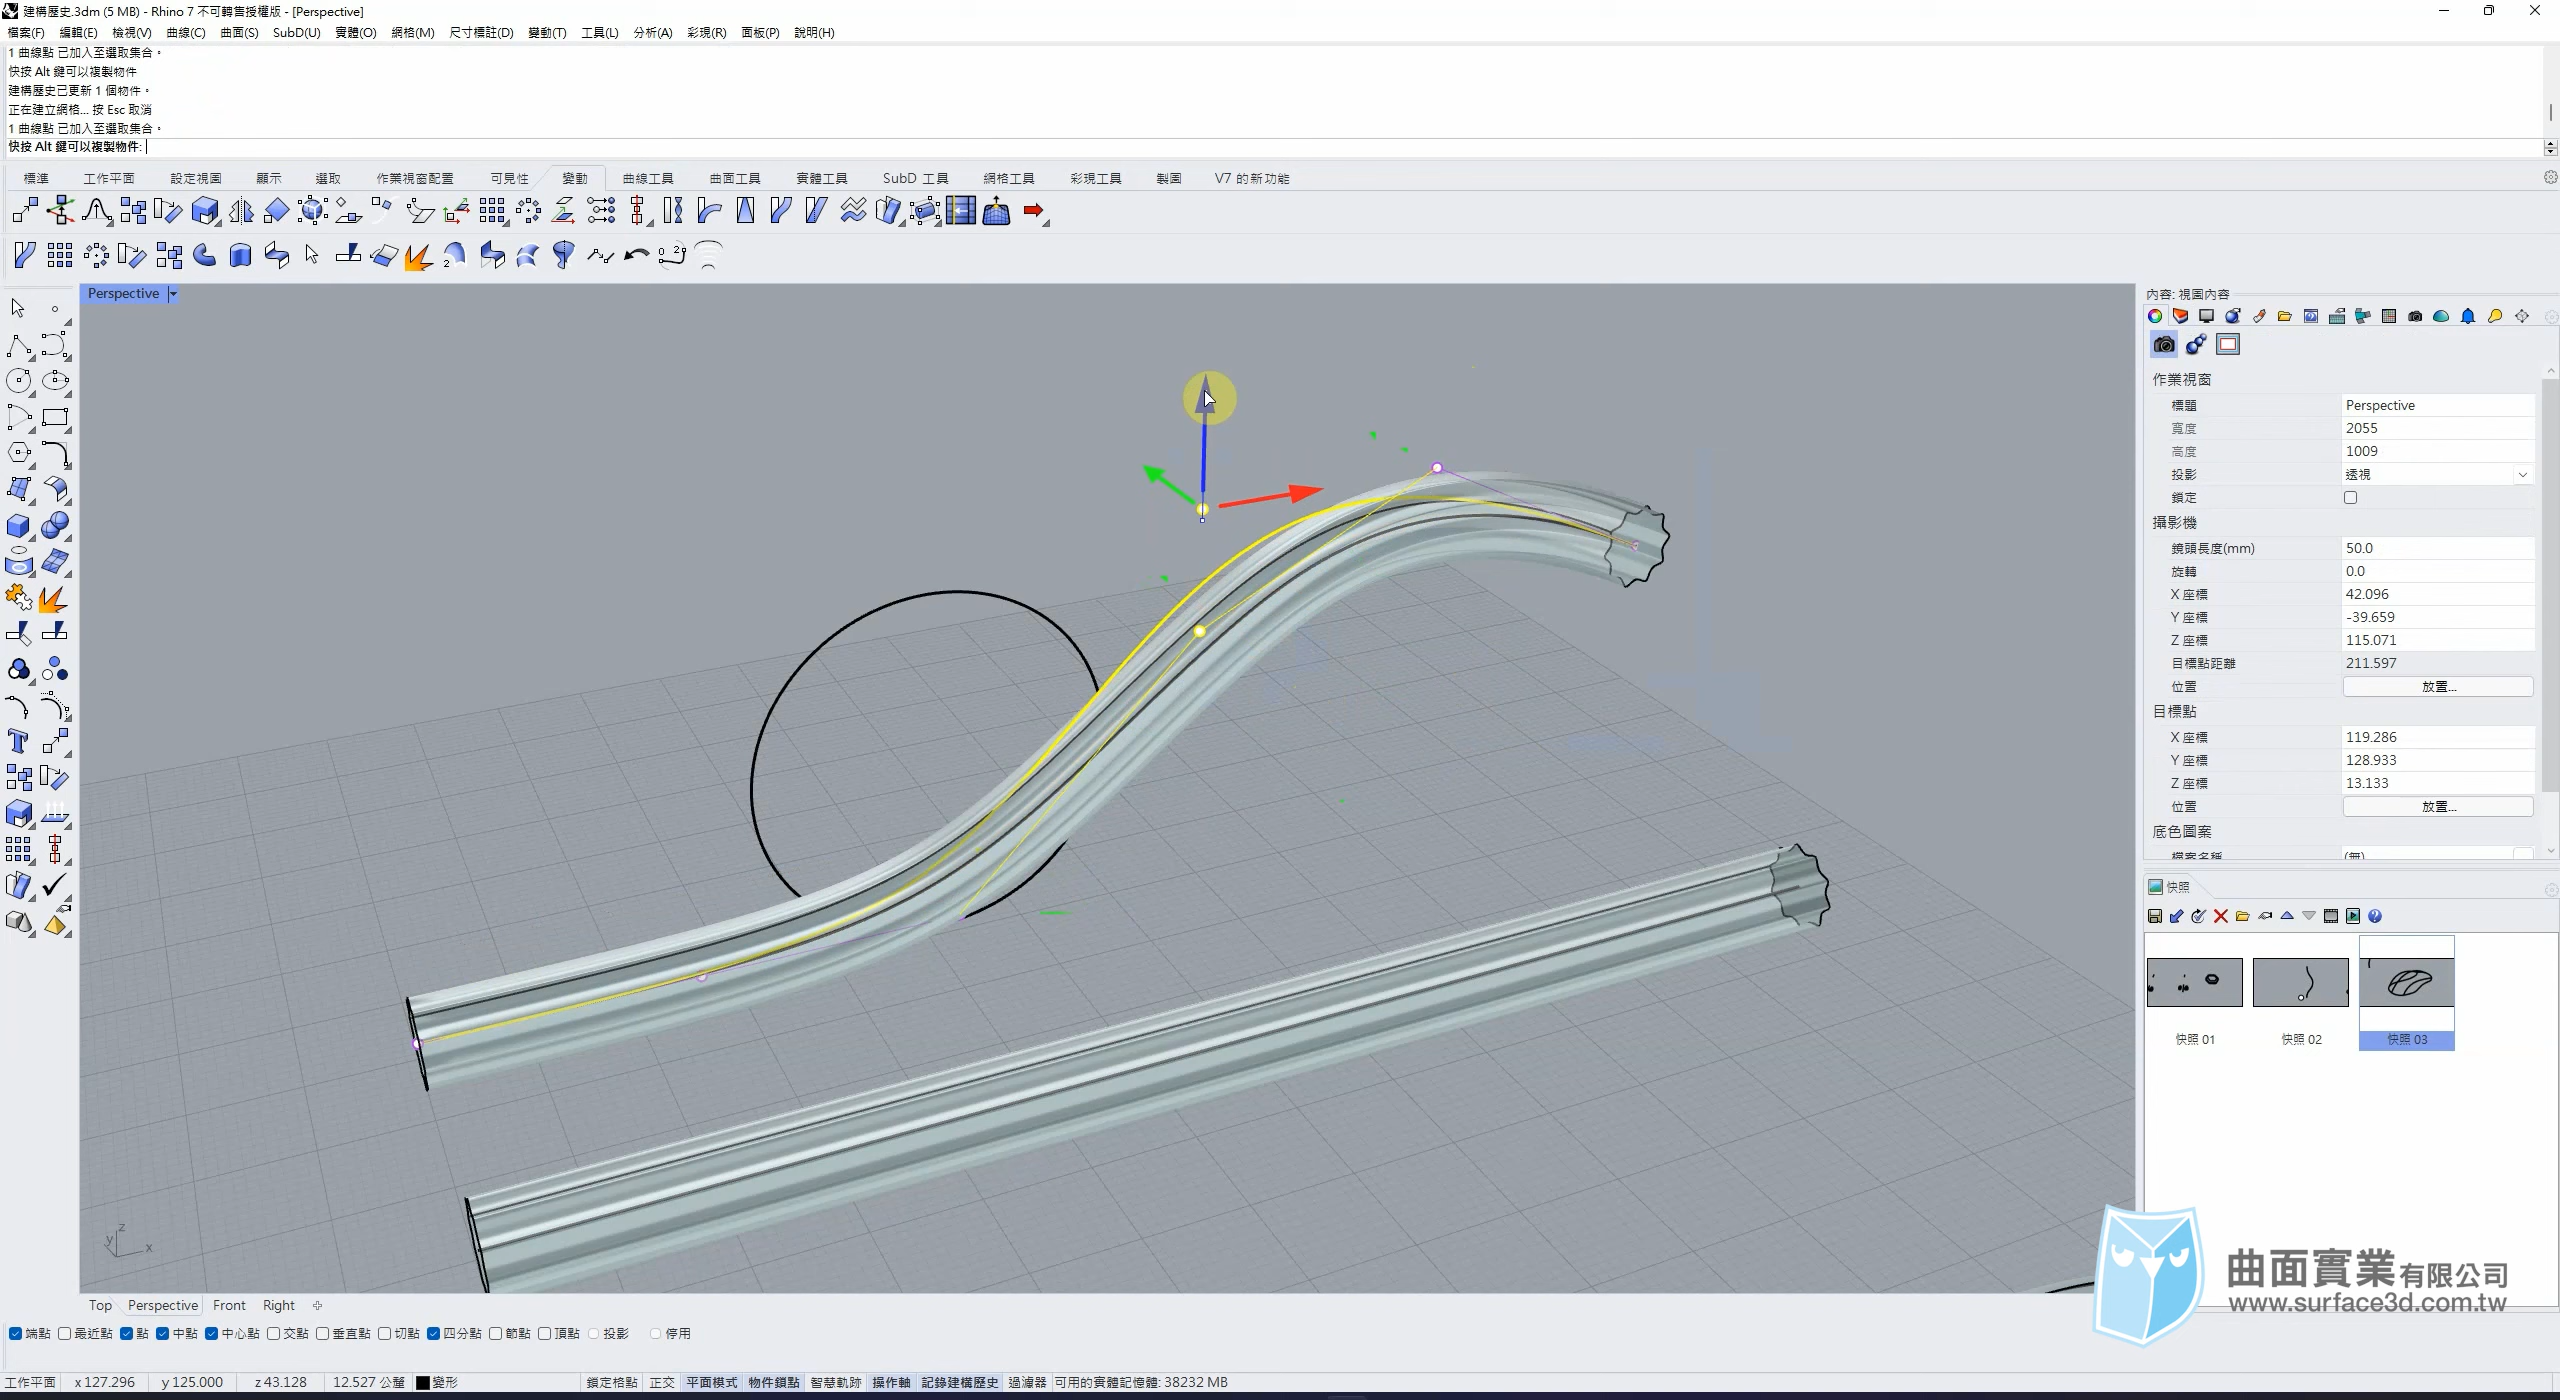 建構歷史.3dm (5 MB) - Rhino 7 不可轉售授權版 - [Perspective]
檔案(F) 編輯(E) 檢視(V) 曲線(C) 曲面(S) SubD(U) 實體(O) 網格(M) 尺寸標註(D) 變動(T) 工具(L) 分析(A) 彩現(R) 面板(P) 說明(H)
1 曲線點 已加入至選取集合。
快按 Alt 鍵可以複製物件
建構歷史已更新 1 個物件。
正在建立網格... 按 Esc 取消
1 曲線點 已加入至選取集合。
快按 Alt 鍵可以複製物件:
標準 工作平面 設定視圖 顯示 選取 作業視窗配置 可見性 變動 曲線工具 曲面工具 實體工具 SubD 工具 網格工具 彩現工具 製圖 V7 的新功能
Perspective
內容: 視圖內容
作業視窗
標題 Perspective
寬度 2055
高度 1009
投影 透視
鎖定
攝影機
鏡頭長度(mm) 50.0
旋轉 0.0
X 座標 42.096
Y 座標 -39.659
Z 座標 115.071
目標點距離 211.597
位置 放置...
目標點
X 座標 119.286
Y 座標 128.933
Z 座標 13.133
位置 放置...
底色圖案
檔案名稱 (無)
快照
快照 01 快照 02 快照 03
z
y x
曲面實業有限公司
www.surface3d.com.tw
Top Perspective Front Right
端點 最近點 點 中點 中心點 交點 垂直點 切點 四分點 節點 頂點 投影 停用
工作平面 x 127.296 y 125.000 z 43.128 12.527 公釐 變形 鎖定格點 正交 平面模式 物件鎖點 智慧軌跡 操作軸 記錄建構歷史 過濾器 可用的實體記憶體: 38232 MB